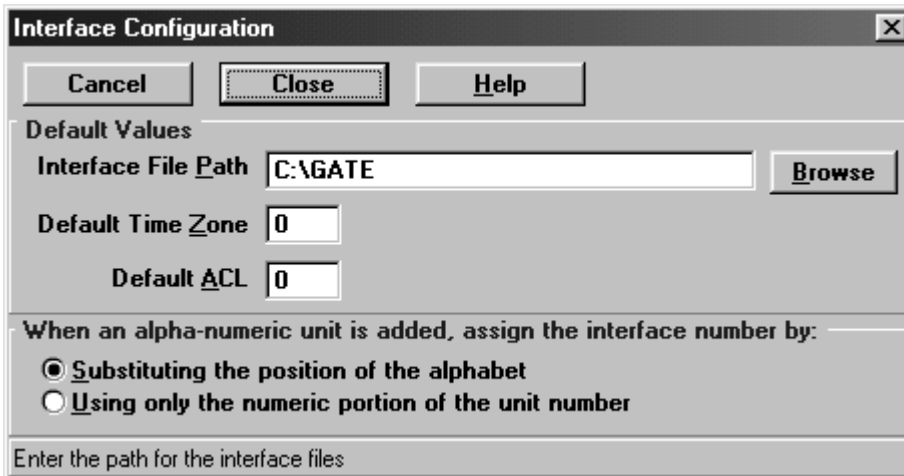 Interface Configuration
Cancel Close Help
Default Values
Interface File Path C:\GATE Browse
Default Time Zone 0
Default ACL 0
When an alpha-numeric unit is added, assign the interface number by:
Substituting the position of the alphabet
Using only the numeric portion of the unit number
Enter the path for the interface files